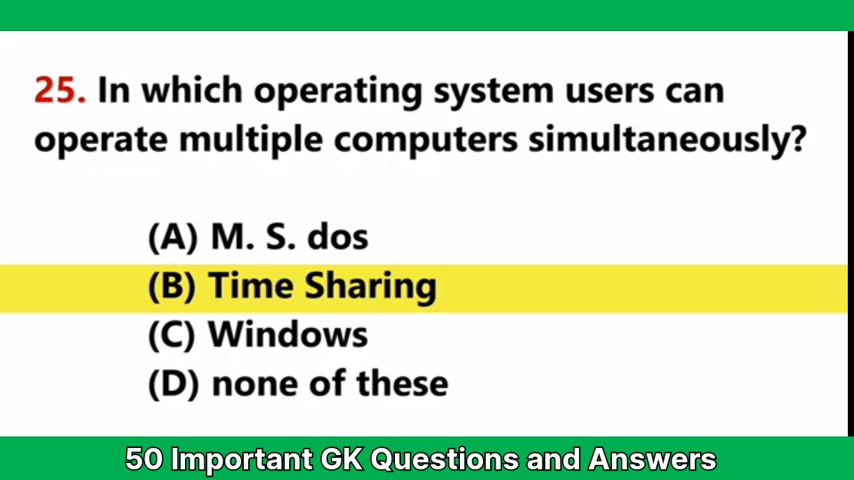 25. In which operating system users can
operate multiple computers simultaneously?
(A) M. S. dos
(B) Time Sharing
(C) Windows
(D) none of these
50 Important GK Questions and Answers